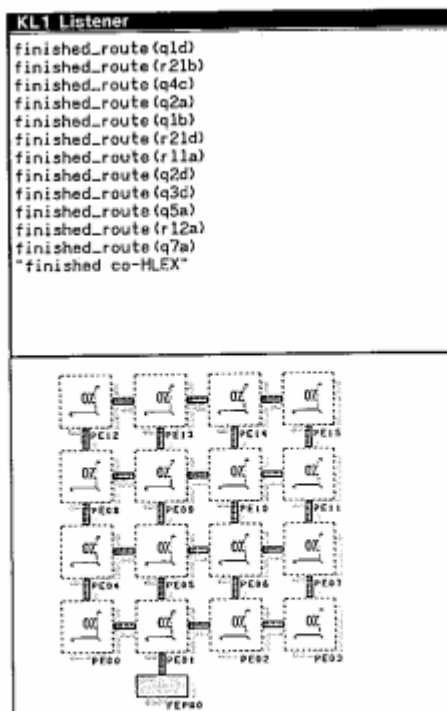 KL1 Listener
finished_route(q1d)
finished_route(r21b)
finished_route(q4c)
finished_route(q2a)
finished_route(q1b)
finished_route(r21d)
finished_route(r11a)
finished_route(q2d)
finished_route(q3d)
finished_route(q5a)
finished_route(r12a)
finished_route(q7a)
"finished co-HLEX"
PE12 PE13 PE14 PE15
PE08 PE09 PE10 PE11
PE04 PE05 PE06 PE07
PE00 PE01 PE02 PE03
FEP00